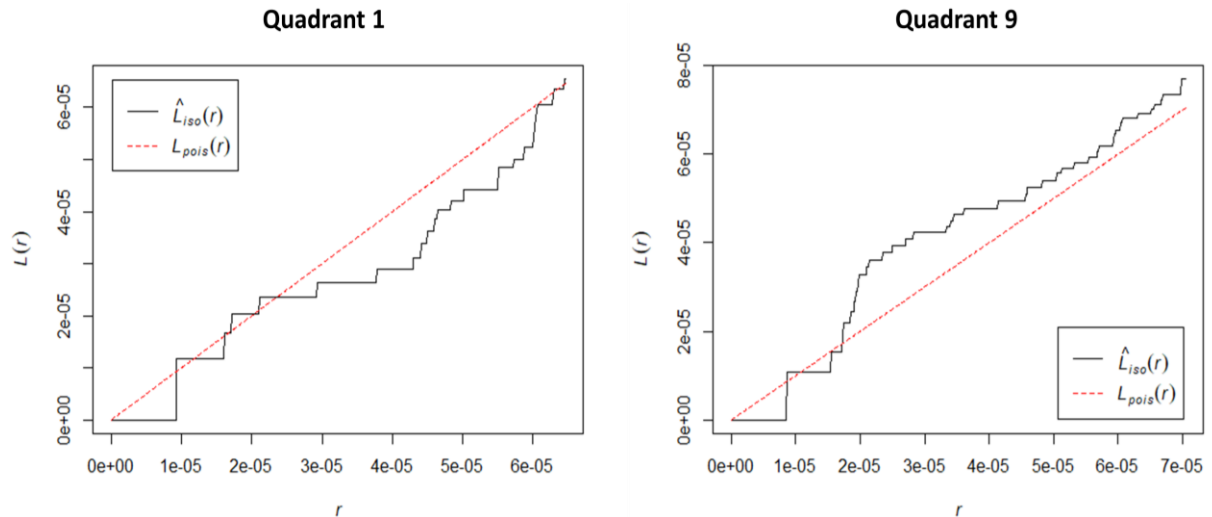 Quadrant 1
L̂iso(r)
Lpois(r)
L(r)
0e+00
2e-05
4e-05
6e-05
0e+00 1e-05 2e-05 3e-05 4e-05 5e-05 6e-05
r
Quadrant 9
L̂iso(r)
Lpois(r)
L(r)
0e+00
2e-05
4e-05
6e-05
8e-05
0e+00 1e-05 2e-05 3e-05 4e-05 5e-05 6e-05 7e-05
r